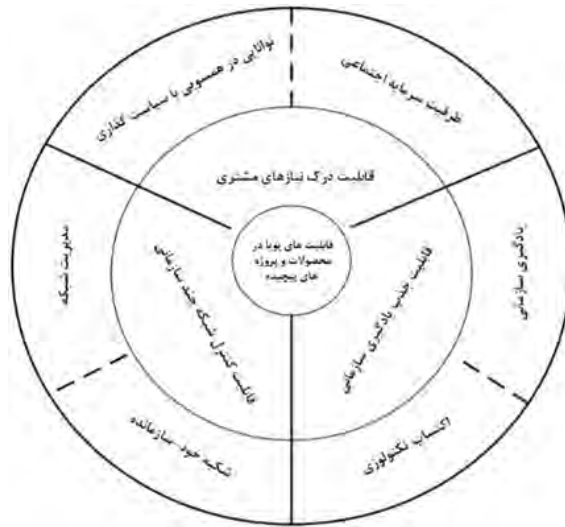 توانایی در همسویی با سیاست گذاری
ظرفیت سرمایه اجتماعی
قابلیت درک نیازهای مشتری
قابلیت های پویا در
محصولات و پروژه
های پیچیده
مدیریت شبکه
قابلیت کنترل شبکه چند سازمانی
قابلیت جذب یادگیری سازمانی
یادگیری سازمانی
شبکه خود سازمانده
اکتساب تکنولوژی